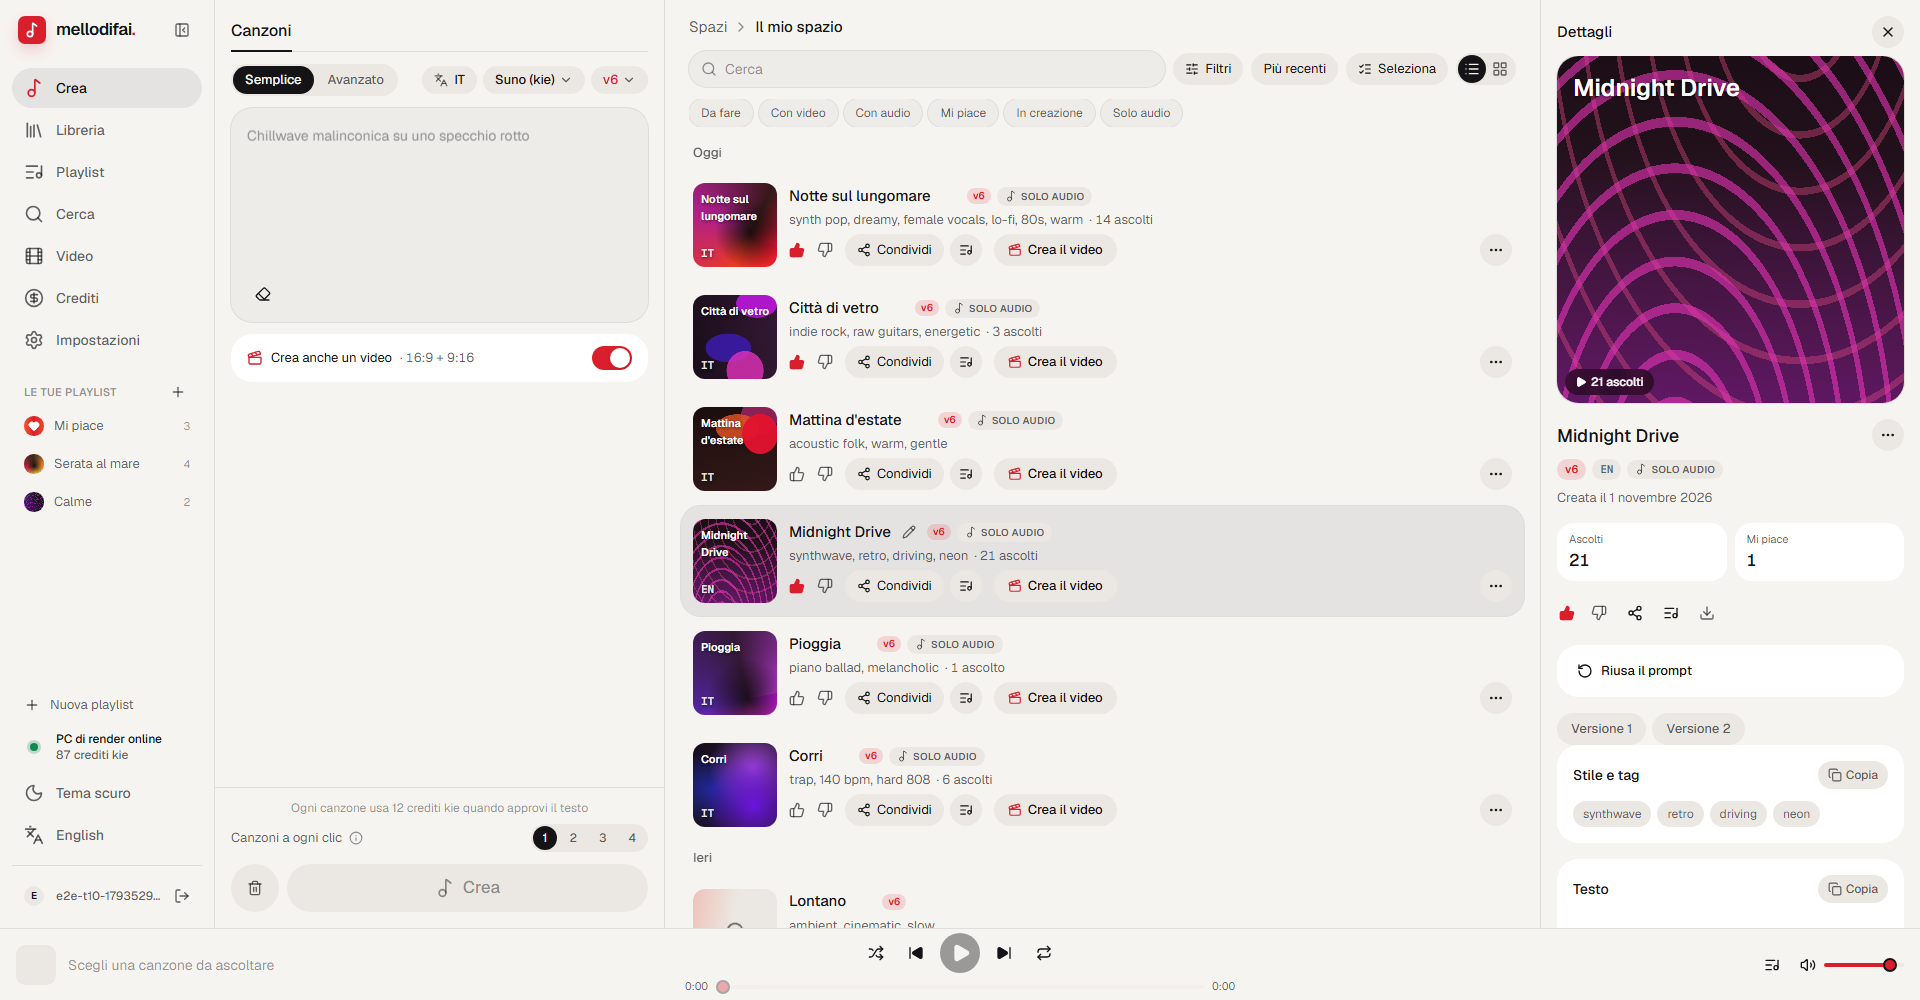 mellodifai.
Crea
Libreria
Playlist
Cerca
Video
Crediti
Impostazioni
LE TUE PLAYLIST
Mi piace 3
Serata al mare 4
Calme 2
Nuova playlist
PC di render online
87 crediti kie
Tema scuro
English
E e2e-t10-1793529...
Canzoni
Semplice Avanzato IT Suno (kie) v6
Chillwave malinconica su uno specchio rotto
Crea anche un video · 16:9 + 9:16
Ogni canzone usa 12 crediti kie quando approvi il testo
Canzoni a ogni clic 1 2 3 4
Crea
Spazi > Il mio spazio
Cerca Filtri Più recenti Seleziona
Da fare Con video Con audio Mi piace In creazione Solo audio
Oggi
Notte sul
lungomare
IT
Notte sul lungomare v6 SOLO AUDIO
synth pop, dreamy, female vocals, lo-fi, 80s, warm · 14 ascolti
Condividi Crea il video
Città di vetro
IT
Città di vetro v6 SOLO AUDIO
indie rock, raw guitars, energetic · 3 ascolti
Condividi Crea il video
Mattina
d'estate
IT
Mattina d'estate v6 SOLO AUDIO
acoustic folk, warm, gentle
Condividi Crea il video
Midnight
Drive
EN
Midnight Drive v6 SOLO AUDIO
synthwave, retro, driving, neon · 21 ascolti
Condividi Crea il video
Pioggia
IT
Pioggia v6 SOLO AUDIO
piano ballad, melancholic · 1 ascolto
Condividi Crea il video
Corri
IT
Corri v6 SOLO AUDIO
trap, 140 bpm, hard 808 · 6 ascolti
Condividi Crea il video
Ieri
Lontano v6
ambient, cinematic, slow
Dettagli
Midnight Drive
21 ascolti
Midnight Drive
v6 EN SOLO AUDIO
Creata il 1 novembre 2026
Ascolti
21
Mi piace
1
Riusa il prompt
Versione 1 Versione 2
Stile e tag Copia
synthwave retro driving neon
Testo Copia
Scegli una canzone da ascoltare
0:00 0:00